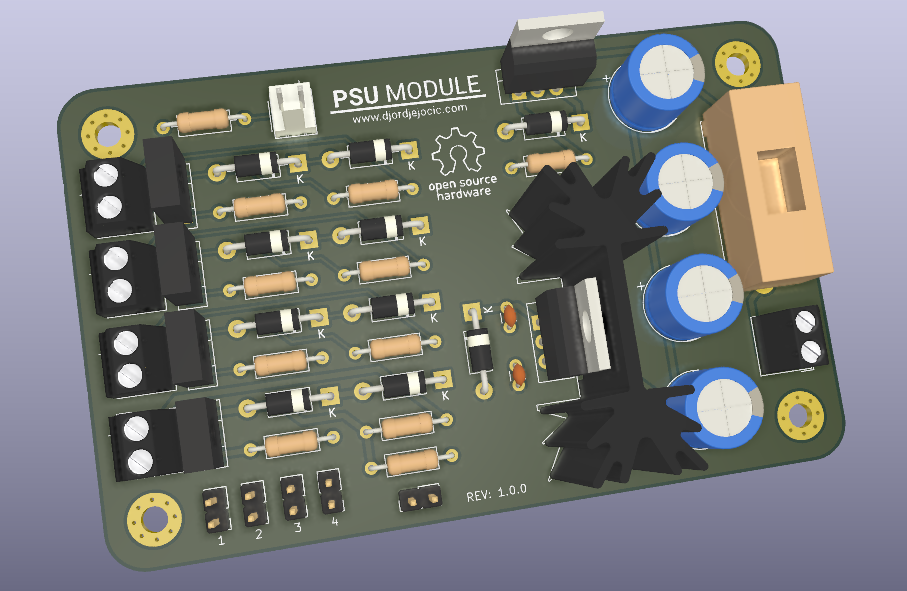 PSU MODULE
www.djordjejocic.com
K
K
K
open source
hardware
K
K
K
K
K
K
K
REV: 1.0.0
1 2 3 4
+
+